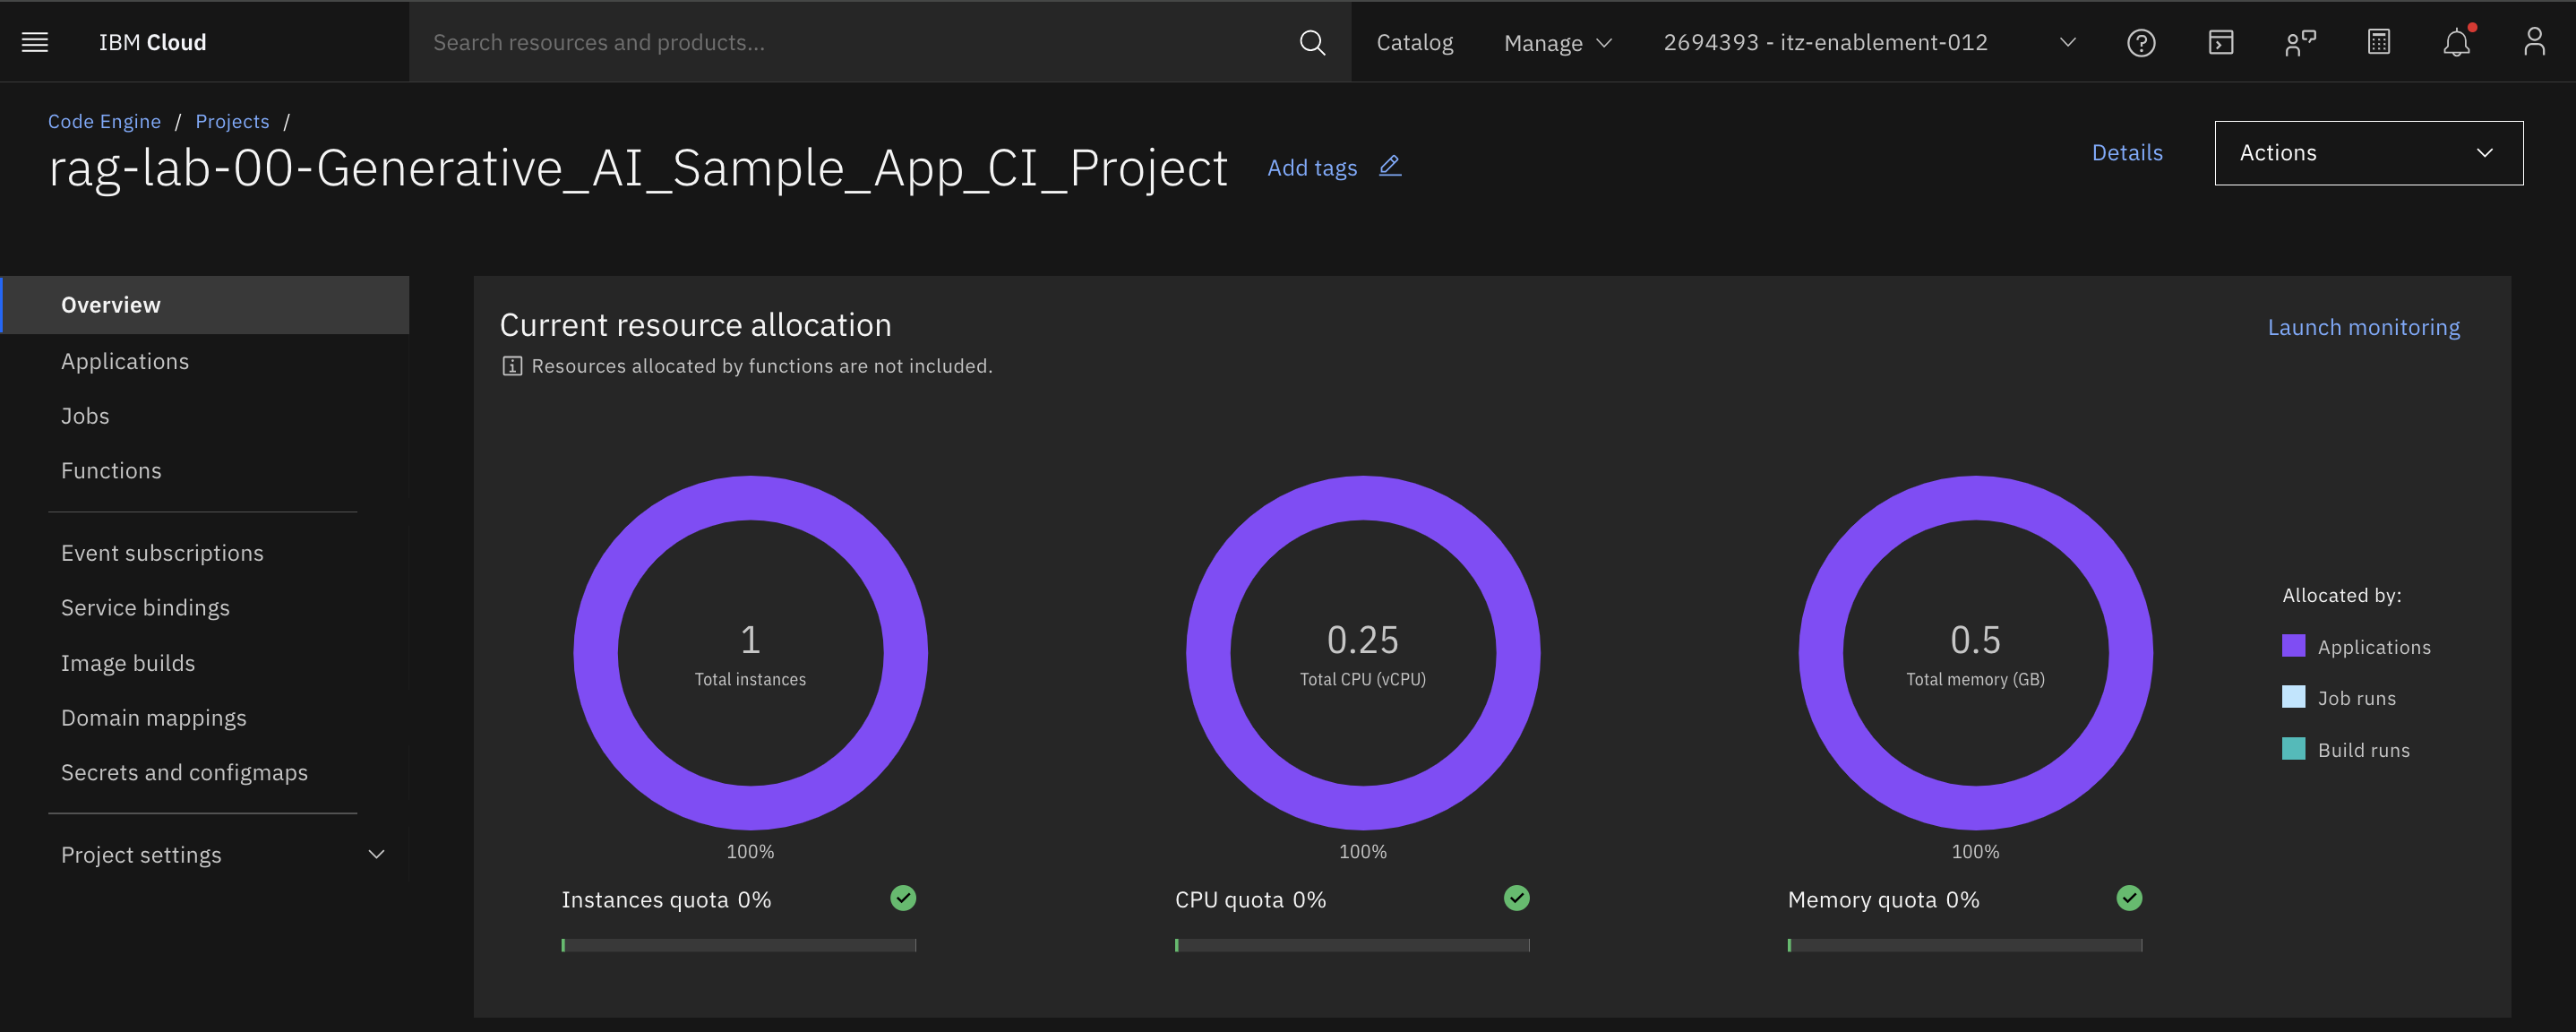 IBM Cloud
Search resources and products...
Catalog
Manage
2694393 - itz-enablement-012
Code Engine / Projects /
rag-lab-00-Generative_AI_Sample_App_CI_Project
Add tags
Details
Actions
Overview
Applications
Jobs
Functions
Event subscriptions
Service bindings
Image builds
Domain mappings
Secrets and configmaps
Project settings
Current resource allocation
Launch monitoring
Resources allocated by functions are not included.
1
Total instances
100%
Instances quota 0%
0.25
Total CPU (vCPU)
100%
CPU quota 0%
0.5
Total memory (GB)
100%
Memory quota 0%
Allocated by:
Applications
Job runs
Build runs